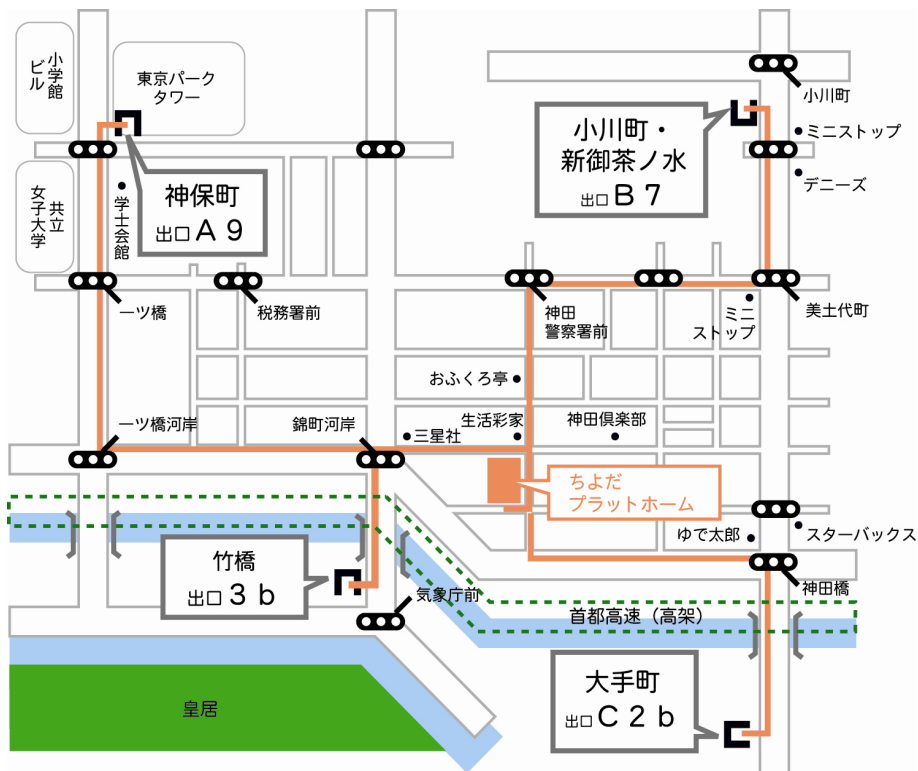 小学館
ビル
東京パーク
タワー
小川町
小川町・
新御茶ノ水
出口B7
ミニストップ
デニーズ
共立
女子大学
学士会館
神保町
出口A9
一ツ橋
税務署前
神田
警察署前
ミニ
ストップ
美土代町
おふくろ亭
一ツ橋河岸
錦町河岸
三星社
生活彩家
神田倶楽部
ちよだ
プラットホーム
ゆで太郎
スターバックス
竹橋
出口3b
気象庁前
神田橋
首都高速（高架）
大手町
出口C2b
皇居